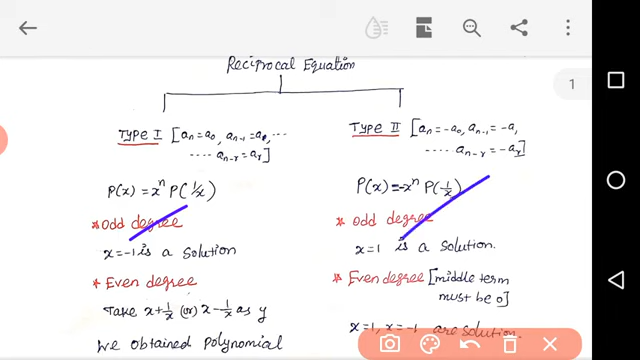 Reciprocal Equation
1
Type I [aₙ=a₀, aₙ₋₁=a₁, ...
.... aₙ₋ᵣ=aᵣ]
P(x) = xⁿ P(1/x)
* Odd degree
x=-1 is a solution
* Even degree
Take x+1/x (or) x-1/x as y
We obtained Polynomial
Type II [aₙ=-a₀, aₙ₋₁=-a₁
..... aₙ₋ᵣ=-aᵣ]
P(x)=-xⁿ P(1/x)
* Odd degree
x=1 is a solution.
* Even degree [middle term
must be 0]
x=1, x=-1 are solution.